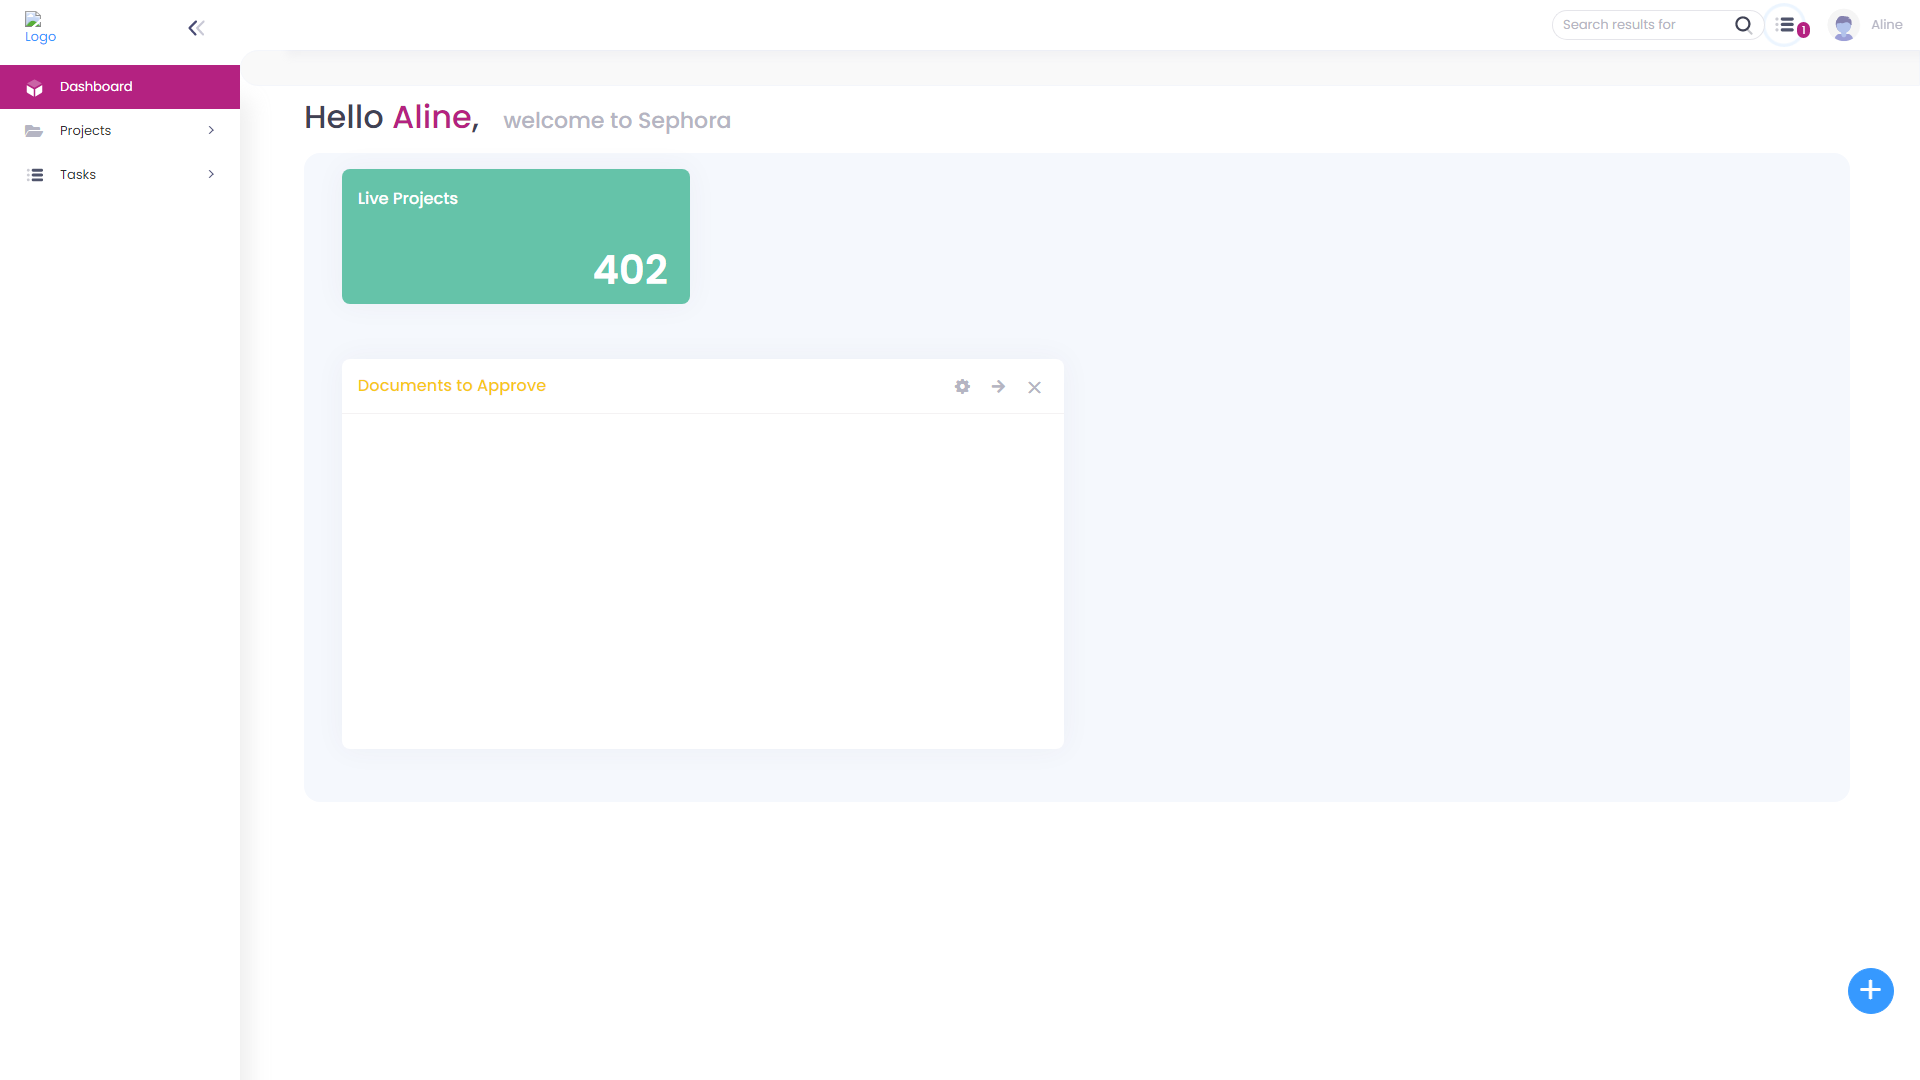 Logo
Search results for
1
Aline
Dashboard
Projects
Tasks
Hello Aline, welcome to Sephora
Live Projects
402
Documents to Approve